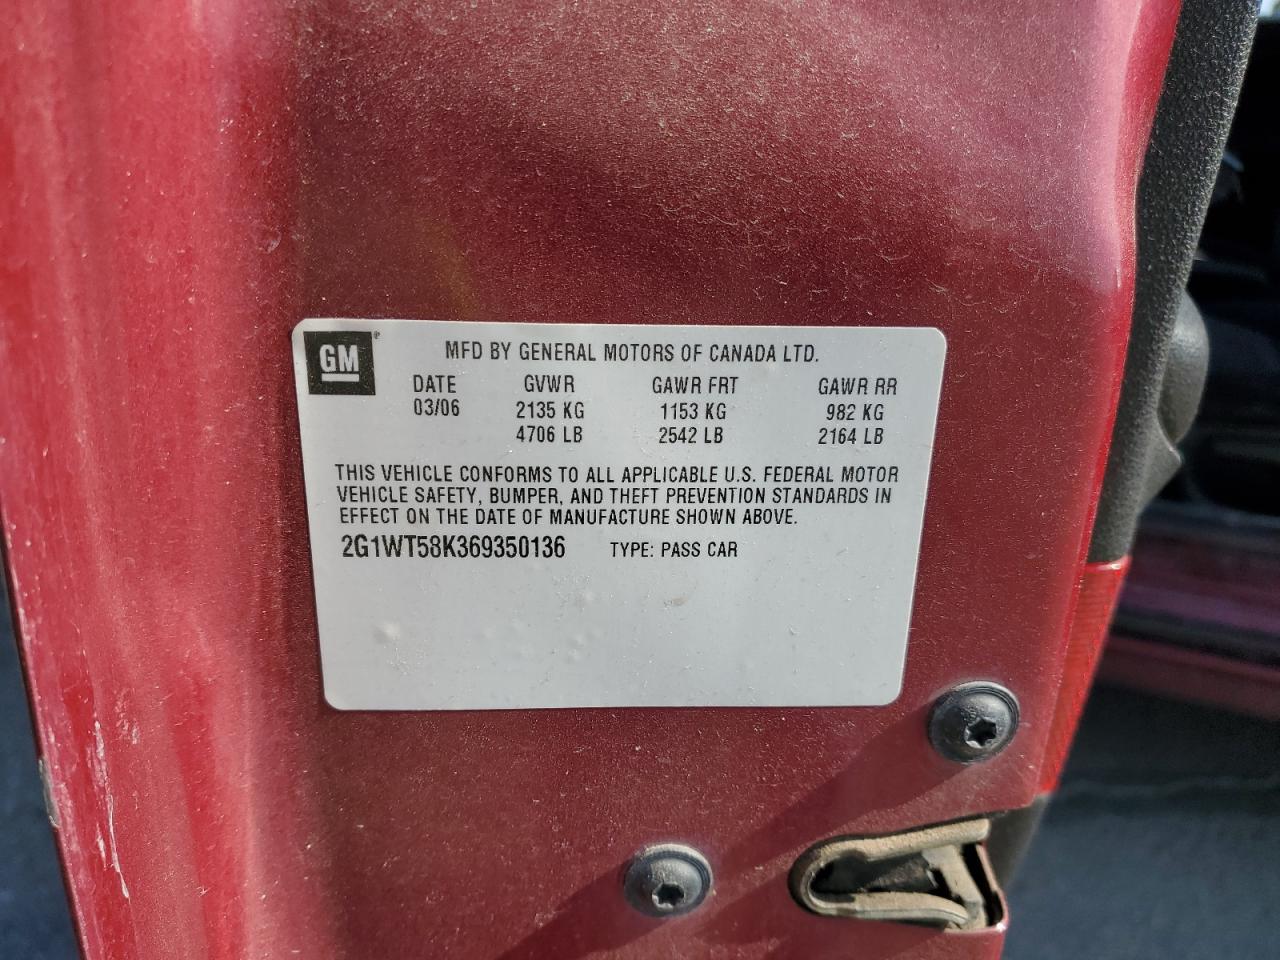 GM®
MFD BY GENERAL MOTORS OF CANADA LTD.
DATE GVWR GAWR FRT GAWR RR
03/06 2135 KG 1153 KG 982 KG
4706 LB 2542 LB 2164 LB
THIS VEHICLE CONFORMS TO ALL APPLICABLE U.S. FEDERAL MOTOR
VEHICLE SAFETY, BUMPER, AND THEFT PREVENTION STANDARDS IN
EFFECT ON THE DATE OF MANUFACTURE SHOWN ABOVE.
2G1WT58K369350136 TYPE: PASS CAR